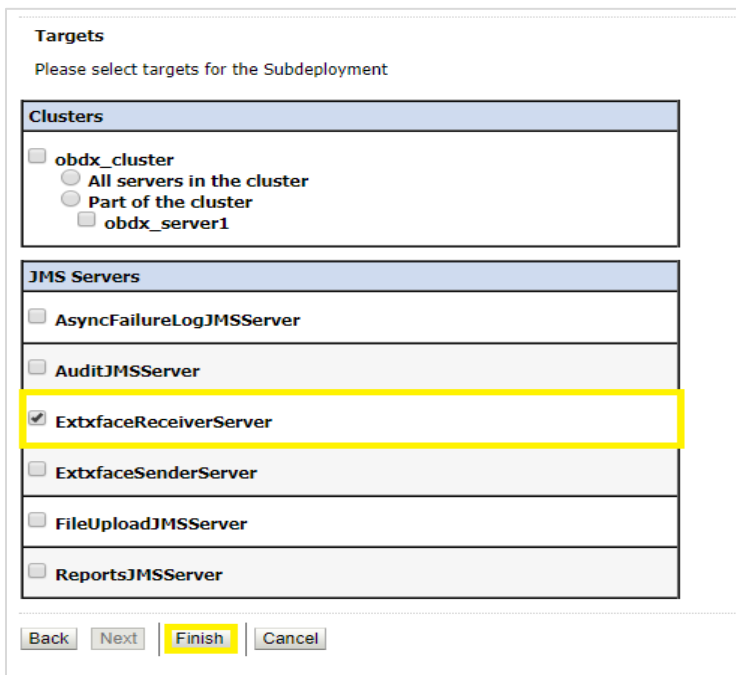 Targets
Please select targets for the Subdeployment
Clusters
obdx_cluster
All servers in the cluster
Part of the cluster
obdx_server1
JMS Servers
AsyncFailureLogJMSServer
AuditJMSServer
ExtxfaceReceiverServer
ExtxfaceSenderServer
FileUploadJMSServer
ReportsJMSServer
Back Next Finish Cancel